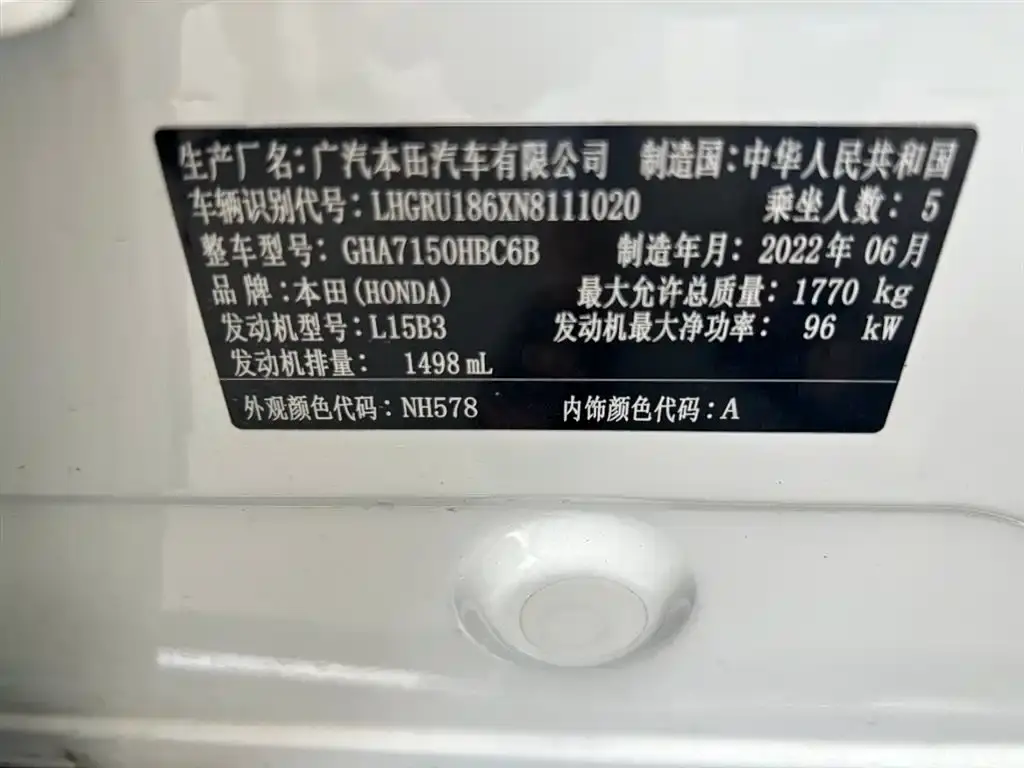 生产厂名：广汽本田汽车有限公司 制造国：中华人民共和国
车辆识别代号：LHGRU186XN8111020 乘坐人数：5
整车型号：GHA7150HBC6B 制造年月：2022年06月
品牌：本田(HONDA) 最大允许总质量：1770 kg
发动机型号：L15B3 发动机最大净功率：96 kW
发动机排量：1498 mL
外观颜色代码：NH578 内饰颜色代码：A